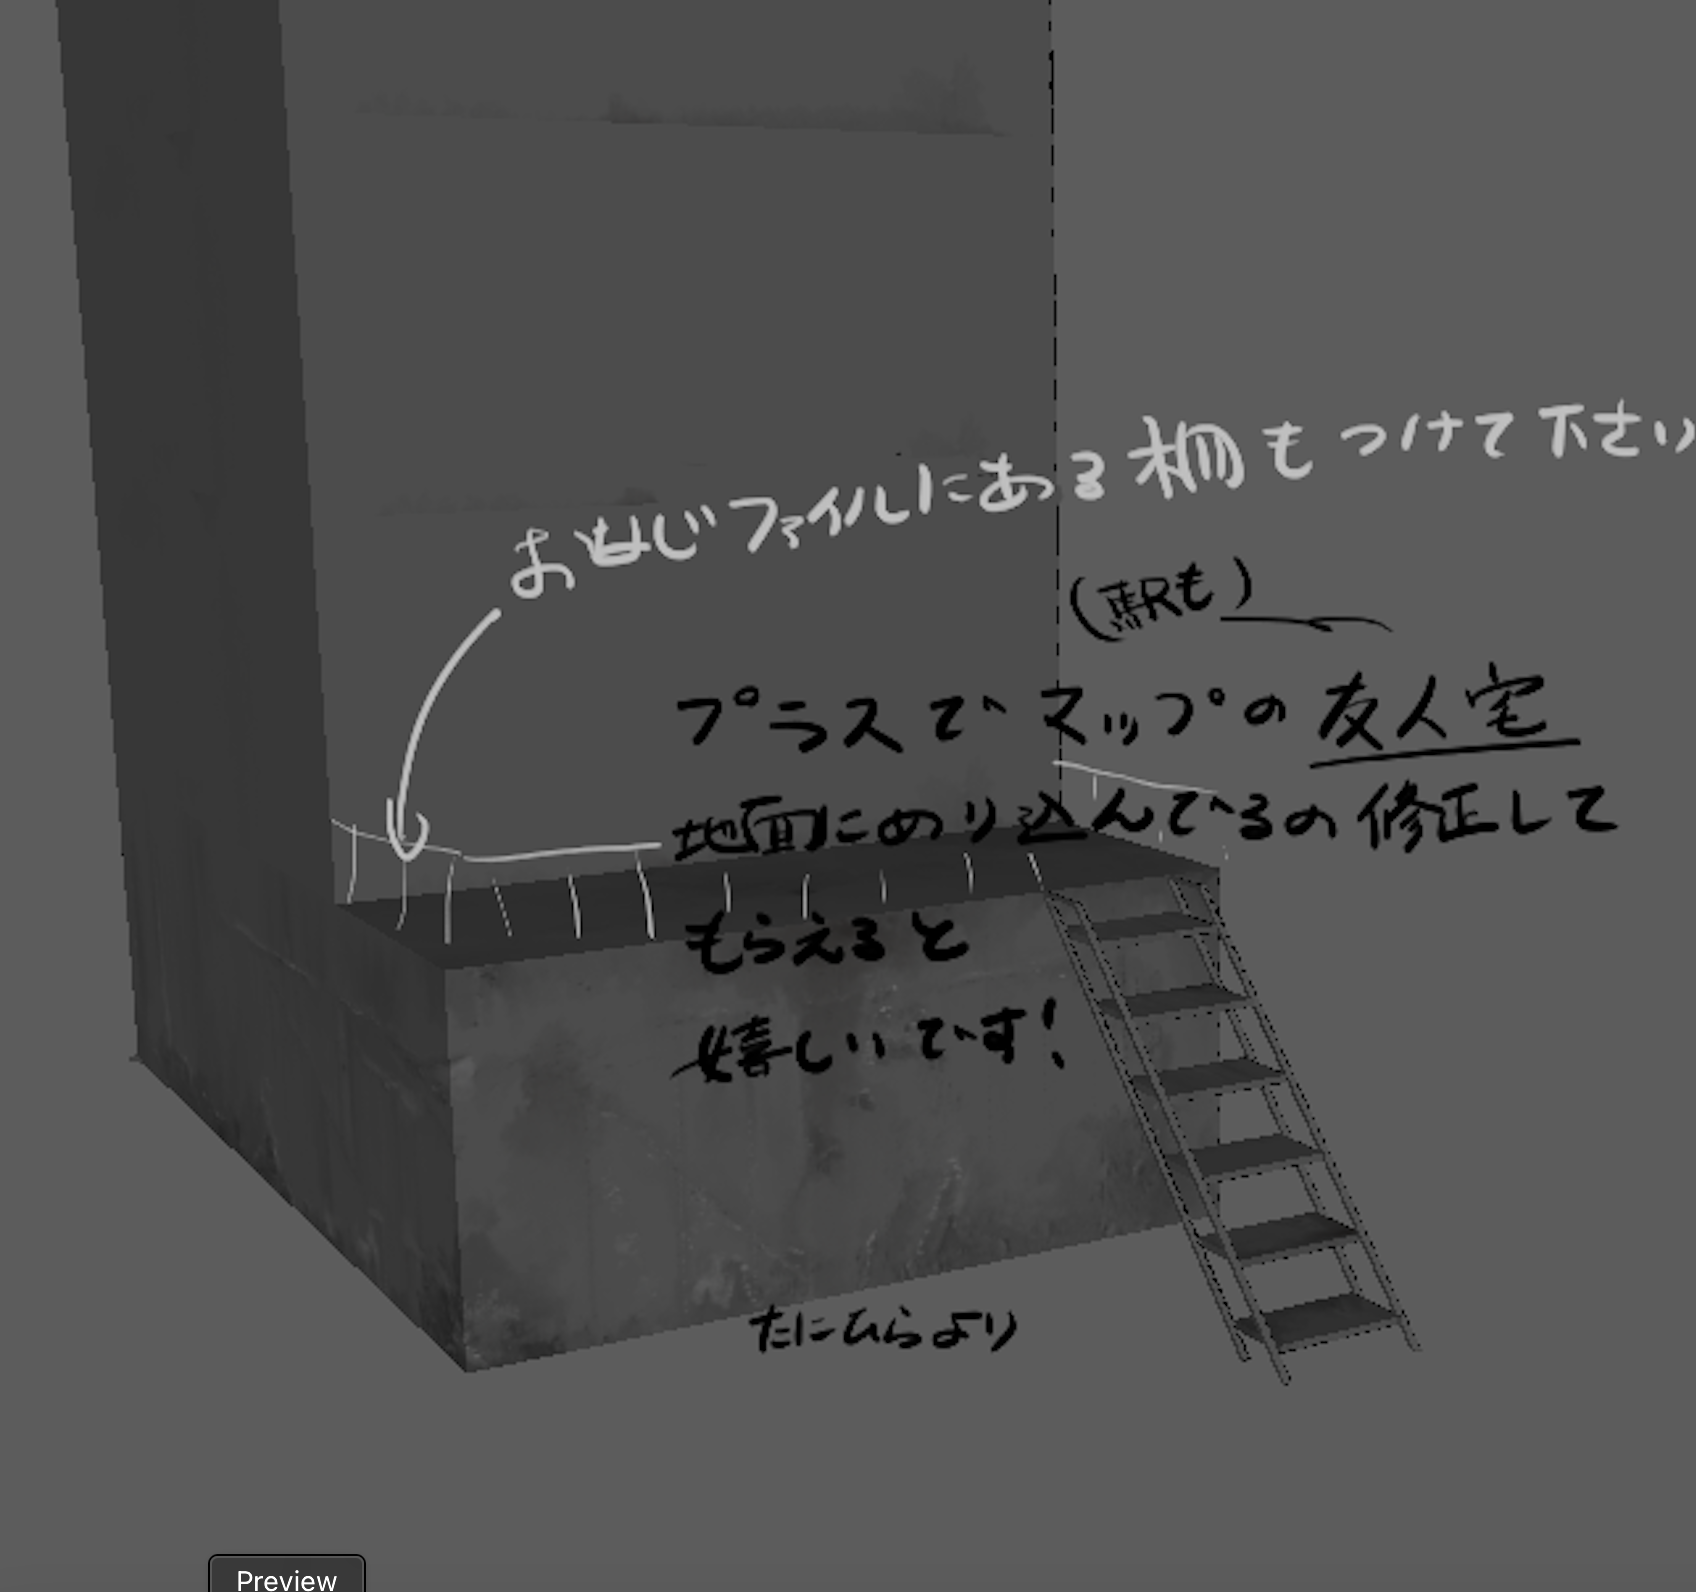 おなじファイルにある柵もつけて下さい
(駅も)
プラスでマップの友人宅
地面にめり込んでるの修正して
もらえると
嬉しいです!
たにひらより
Preview